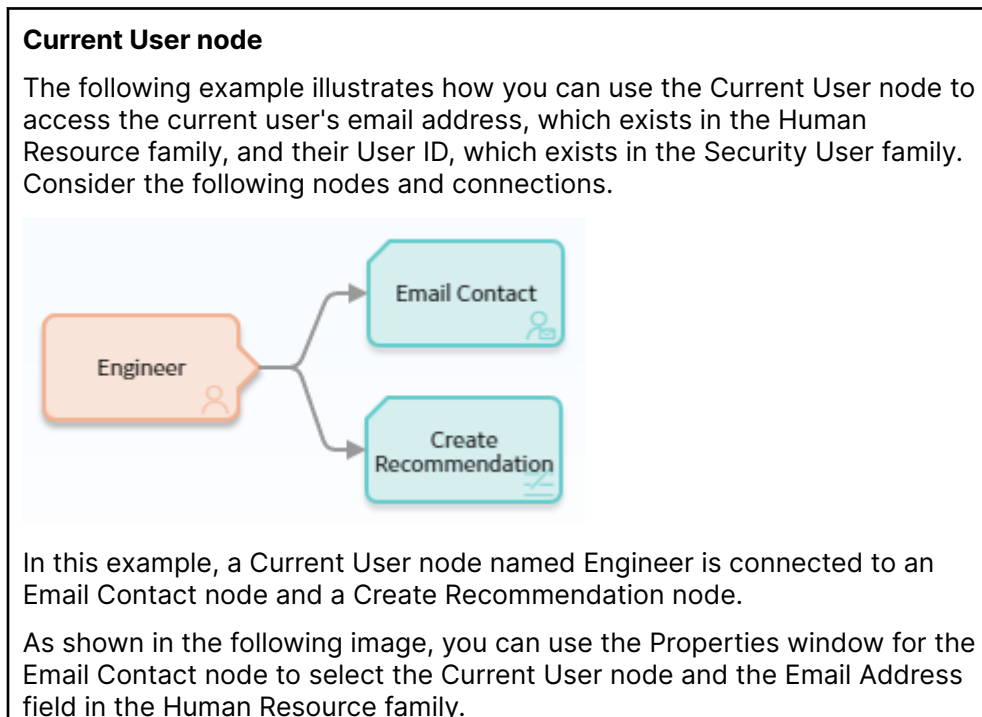 Current User node
The following example illustrates how you can use the Current User node to
access the current user's email address, which exists in the Human
Resource family, and their User ID, which exists in the Security User family.
Consider the following nodes and connections.
Email Contact
Engineer
Create
Recommendation
In this example, a Current User node named Engineer is connected to an
Email Contact node and a Create Recommendation node.
As shown in the following image, you can use the Properties window for the
Email Contact node to select the Current User node and the Email Address
field in the Human Resource family.